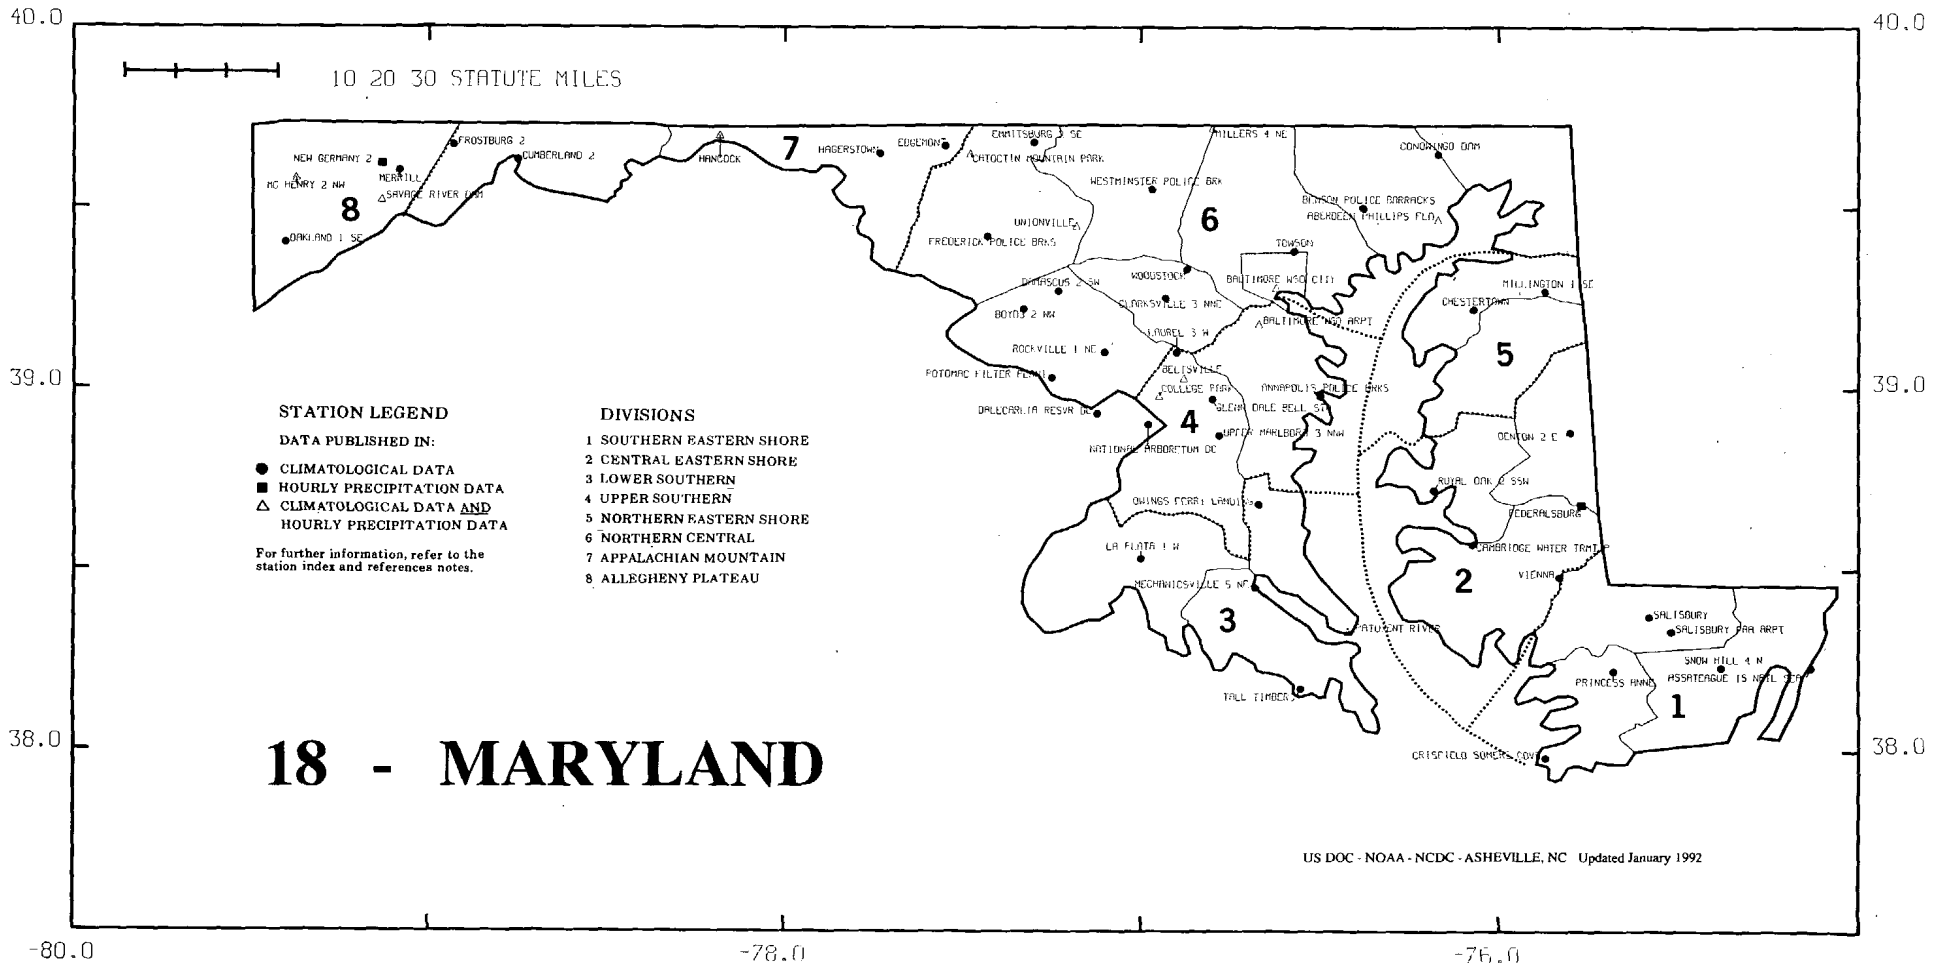 40.0
40.0
10 20 30 STATUTE MILES
FROSTBURG 2
NEW GERMANY 2
CUMBERLAND 2
MERRILL
MC HENRY 2 NW
SAVAGE RIVER DAM
8
OAKLAND 1 SE
HANCOCK
7
HAGERSTOWN
EDGEMONT
EMMITSBURG 2 SE
CATOCTIN MOUNTAIN PARK
MILLERS 4 NE
CONOWINGO DAM
WESTMINSTER POLICE BRK
BENSON POLICE BARRACKS
ABERDEEN PHILLIPS FLD
UNIONVILLE
6
FREDERICK POLICE BRKS
TOWSON
DAMASCUS 2 SW
WOODSTOCK
BALTIMORE WSO CITY
MILLINGTON 1 SE
CLARKSVILLE 3 NNE
CHESTERTOWN
BOYDS 2 NW
BALTIMORE WSO ARPT
LAUREL 3 W
ROCKVILLE 1 NE
5
POTOMAC FILTER PLANT
BELTSVILLE
39.0
39.0
COLLEGE PARK
ANNAPOLIS POLICE BRKS
DALECARLIA RESVR DC
GLENN DALE BELL STA
4
UPPER MARLBORO 3 NNW
DENTON 2 E
NATIONAL ARBORETUM DC
ROYAL OAK 2 SSW
OWINGS FERRY LANDING
FEDERALSBURG
LA PLATA 1 W
CAMBRIDGE WATER TRMT P
VIENNA
2
MECHANICSVILLE 5 NE
3
PATUXENT RIVER
SALISBURY
SALISBURY FAA ARPT
SNOW HILL 4 N
PRINCESS ANNE
ASSATEAGUE IS NATL SEA
TALL TIMBERS
1
CRISFIELD SOMERS COVE
STATION LEGEND
DATA PUBLISHED IN:
CLIMATOLOGICAL DATA
HOURLY PRECIPITATION DATA
CLIMATOLOGICAL DATA AND
HOURLY PRECIPITATION DATA
For further information, refer to the
station index and references notes.
DIVISIONS
1 SOUTHERN EASTERN SHORE
2 CENTRAL EASTERN SHORE
3 LOWER SOUTHERN
4 UPPER SOUTHERN
5 NORTHERN EASTERN SHORE
6 NORTHERN CENTRAL
7 APPALACHIAN MOUNTAIN
8 ALLEGHENY PLATEAU
38.0
38.0
18 - MARYLAND
US DOC - NOAA - NCDC - ASHEVILLE, NC Updated January 1992
-80.0
-78.0
-76.0